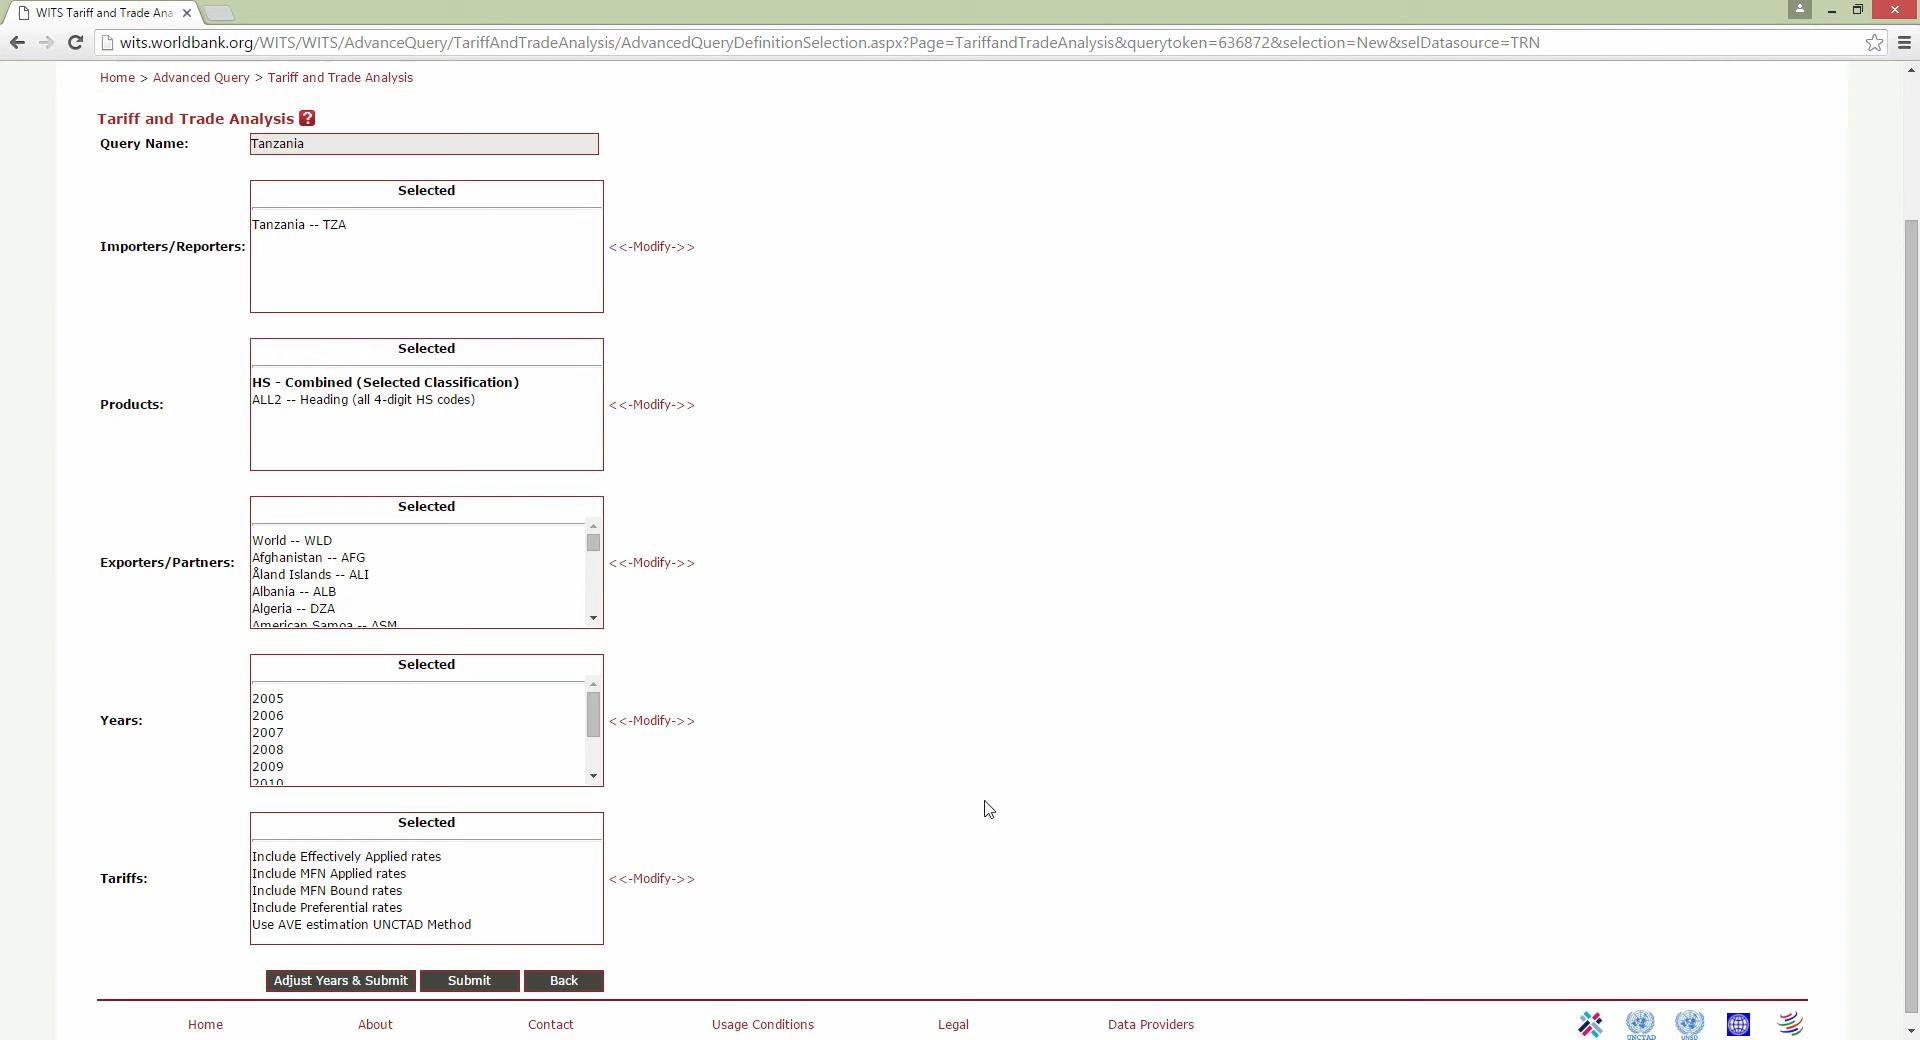 WITS Tariff and Trade Ana
wits.worldbank.org/WITS/WITS/AdvanceQuery/TariffAndTradeAnalysis/AdvancedQueryDefinitionSelection.aspx?Page=TariffandTradeAnalysis&querytoken=636872&selection=New&selDatasource=TRN
Home > Advanced Query > Tariff and Trade Analysis
Tariff and Trade Analysis ?
Query Name: Tanzania
Selected
Tanzania -- TZA
Importers/Reporters: <<-Modify->>
Selected
HS - Combined (Selected Classification)
ALL2 -- Heading (all 4-digit HS codes)
Products: <<-Modify->>
Selected
World -- WLD
Afghanistan -- AFG
Exporters/Partners: <<-Modify->>
Åland Islands -- ALI
Albania -- ALB
Algeria -- DZA
American Samoa -- ASM
Selected
2005
2006
Years: <<-Modify->>
2007
2008
2009
2010
Selected
Include Effectively Applied rates
Include MFN Applied rates
Tariffs: <<-Modify->>
Include MFN Bound rates
Include Preferential rates
Use AVE estimation UNCTAD Method
Adjust Years & Submit Submit Back
Home About Contact Usage Conditions Legal Data Providers
UNCTAD UNSD